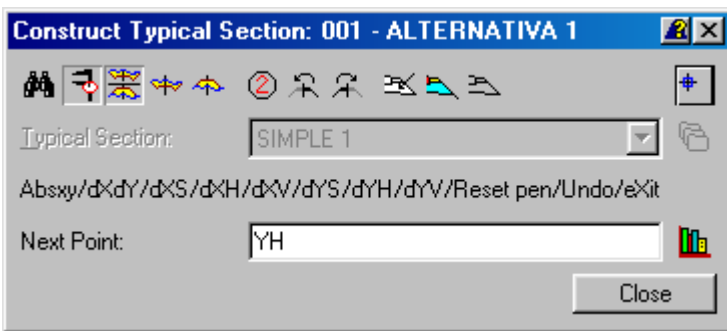 Construct Typical Section: 001 - ALTERNATIVA 1
2
Typical Section: SIMPLE 1
Absxy/dXdY/dXS/dXH/dXV/dYS/dYH/dYV/Reset pen/Undo/eXit
Next Point: YH
Close